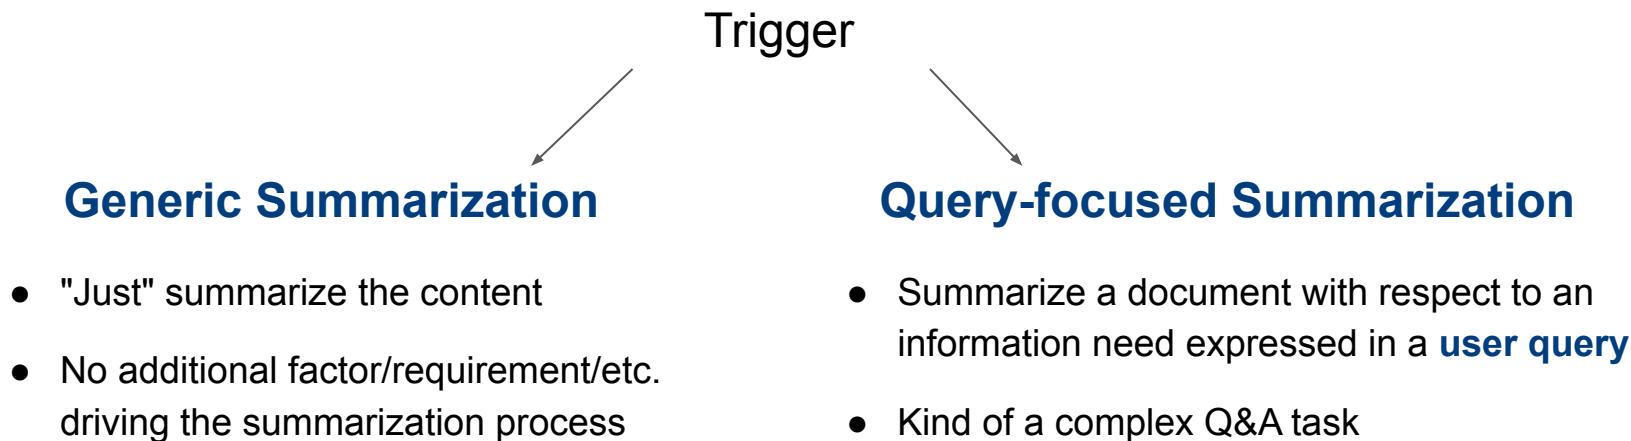 Trigger
Generic Summarization
● "Just" summarize the content
● No additional factor/requirement/etc.
driving the summarization process
Query-focused Summarization
● Summarize a document with respect to an
information need expressed in a user query
● Kind of a complex Q&A task